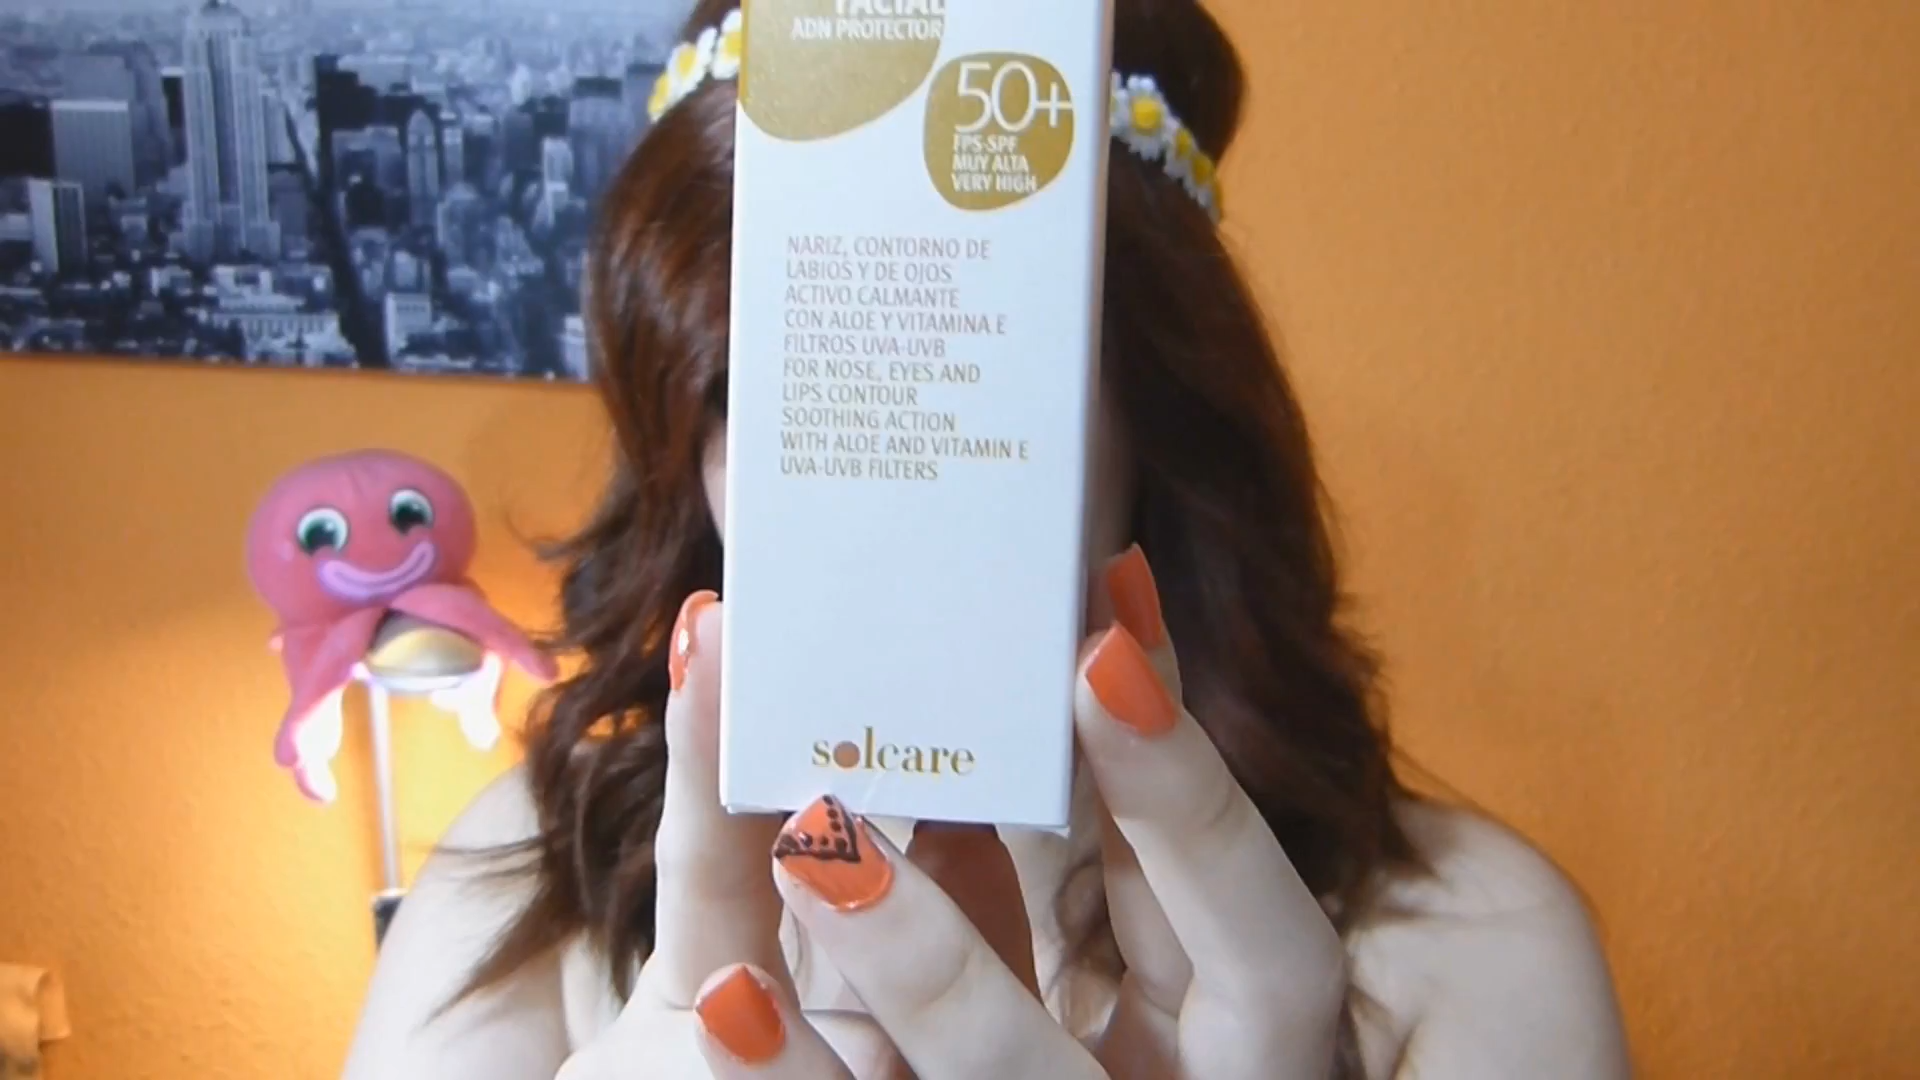 FACIAL
ADN PROTECTOR
50+
FPS-SPF
MUY ALTA
VERY HIGH
NARIZ, CONTORNO DE
LABIOS Y DE OJOS
ACTIVO CALMANTE
CON ALOE Y VITAMINA E
FILTROS UVA-UVB
FOR NOSE, EYES AND
LIPS CONTOUR
SOOTHING ACTION
WITH ALOE AND VITAMIN E
UVA-UVB FILTERS
solcare